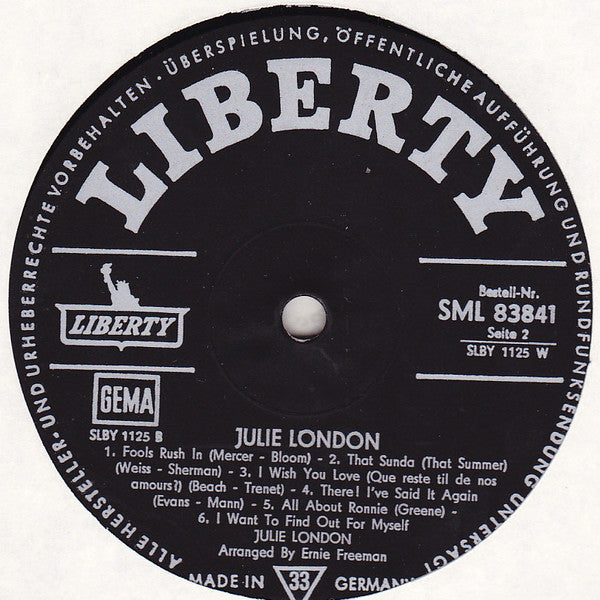 ALLE HERSTELLER- UND URHEBERRECHTE VORBEHALTEN · ÜBERSPIELUNG, ÖFFENTLICHE AUFFÜHRUNG UND RUNDFUNKSENDUNG UNTERSAGT
LIBERTY
LIBERTY
Bestell-Nr.
SML 83841
Seite 2
SLBY 1125 W
GEMA
SLBY 1125 B
JULIE LONDON
1. Fools Rush In (Mercer - Bloom) - 2. That Sunda (That Summer)
(Weiss - Sherman) - 3. I Wish You Love (Que reste til de nos
amours?) (Beach - Trenet) - 4. There! I've Said It Again
(Evans - Mann) - 5. All About Ronnie (Greene) -
6. I Want To Find Out For Myself
JULIE LONDON
Arranged By Ernie Freeman
MADE IN 33 GERMANY